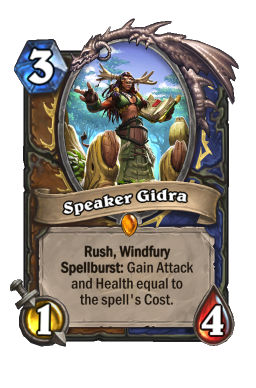 3
Speaker Gidra
Rush, Windfury
Spellburst: Gain Attack
and Health equal to
the spell's Cost.
1
4